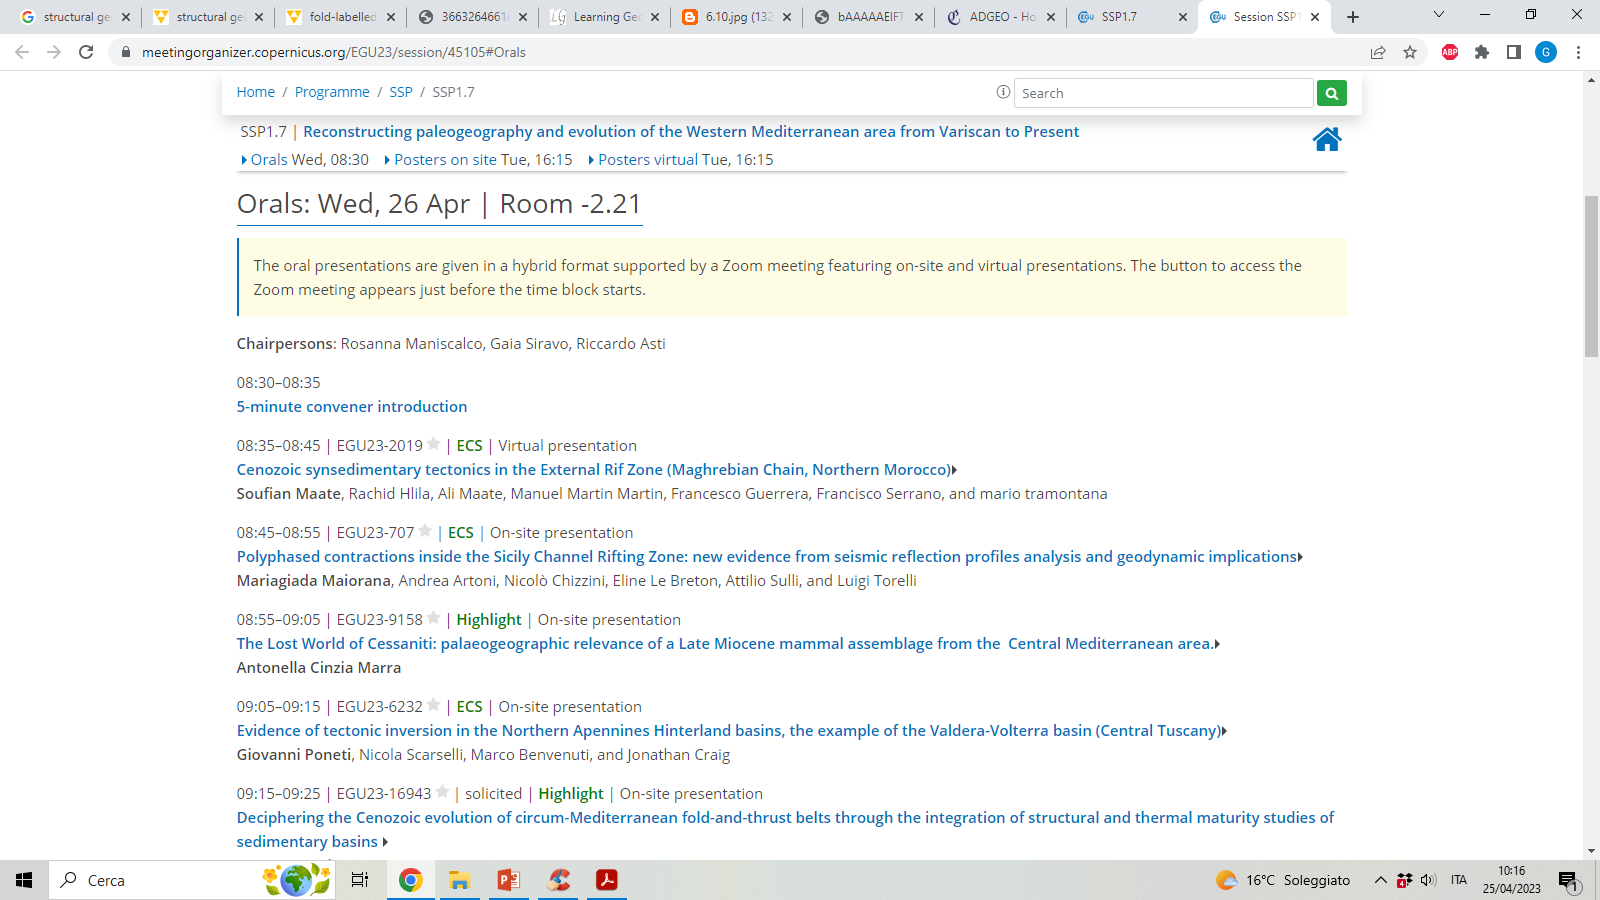 structural ge
structural ge
fold-labelled
3663264661
Learning Geo
6.10.jpg (132
bAAAAAEIFT
ADGEO - Ho
SSP1.7
Session SSP1
meetingorganizer.copernicus.org/EGU23/session/45105#Orals
ABP
G
Home / Programme / SSP / SSP1.7
Search
SSP1.7 | Reconstructing paleogeography and evolution of the Western Mediterranean area from Variscan to Present
Orals Wed, 08:30 Posters on site Tue, 16:15 Posters virtual Tue, 16:15
Orals: Wed, 26 Apr | Room -2.21
The oral presentations are given in a hybrid format supported by a Zoom meeting featuring on-site and virtual presentations. The button to access the
Zoom meeting appears just before the time block starts.
Chairpersons: Rosanna Maniscalco, Gaia Siravo, Riccardo Asti
08:30–08:35
5-minute convener introduction
08:35–08:45 | EGU23-2019 | ECS | Virtual presentation
Cenozoic synsedimentary tectonics in the External Rif Zone (Maghrebian Chain, Northern Morocco)
Soufian Maate, Rachid Hlila, Ali Maate, Manuel Martin Martin, Francesco Guerrera, Francisco Serrano, and mario tramontana
08:45–08:55 | EGU23-707 | ECS | On-site presentation
Polyphased contractions inside the Sicily Channel Rifting Zone: new evidence from seismic reflection profiles analysis and geodynamic implications
Mariagiada Maiorana, Andrea Artoni, Nicolò Chizzini, Eline Le Breton, Attilio Sulli, and Luigi Torelli
08:55–09:05 | EGU23-9158 | Highlight | On-site presentation
The Lost World of Cessaniti: palaeogeographic relevance of a Late Miocene mammal assemblage from the Central Mediterranean area.
Antonella Cinzia Marra
09:05–09:15 | EGU23-6232 | ECS | On-site presentation
Evidence of tectonic inversion in the Northern Apennines Hinterland basins, the example of the Valdera-Volterra basin (Central Tuscany)
Giovanni Poneti, Nicola Scarselli, Marco Benvenuti, and Jonathan Craig
09:15–09:25 | EGU23-16943 | solicited | Highlight | On-site presentation
Deciphering the Cenozoic evolution of circum-Mediterranean fold-and-thrust belts through the integration of structural and thermal maturity studies of
sedimentary basins
Cerca
16°C Soleggiato
ITA
10:16
25/04/2023
1